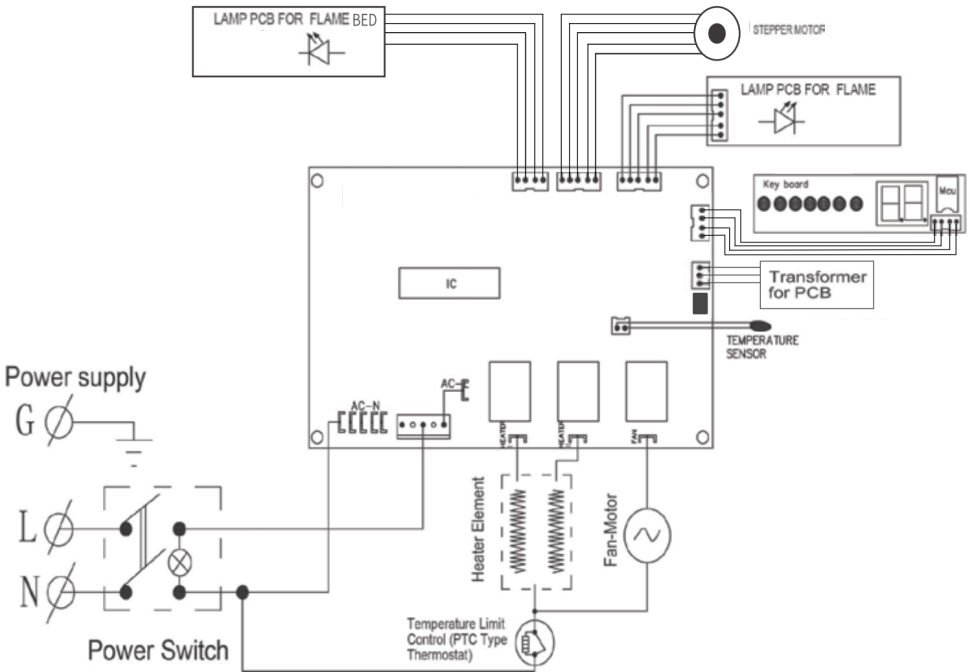 LAMP PCB FOR FLAME BED
STEPPER MOTOR
LAMP PCB FOR FLAME
Key board
Mcu
IC
Transformer
for PCB
TEMPERATURE
SENSOR
Power supply
G
AC-N
HEATER
HEATER
FAN
L
N
Heater Element
Fan-Motor
Power Switch
Temperature Limit
Control (PTC Type
Thermostat)